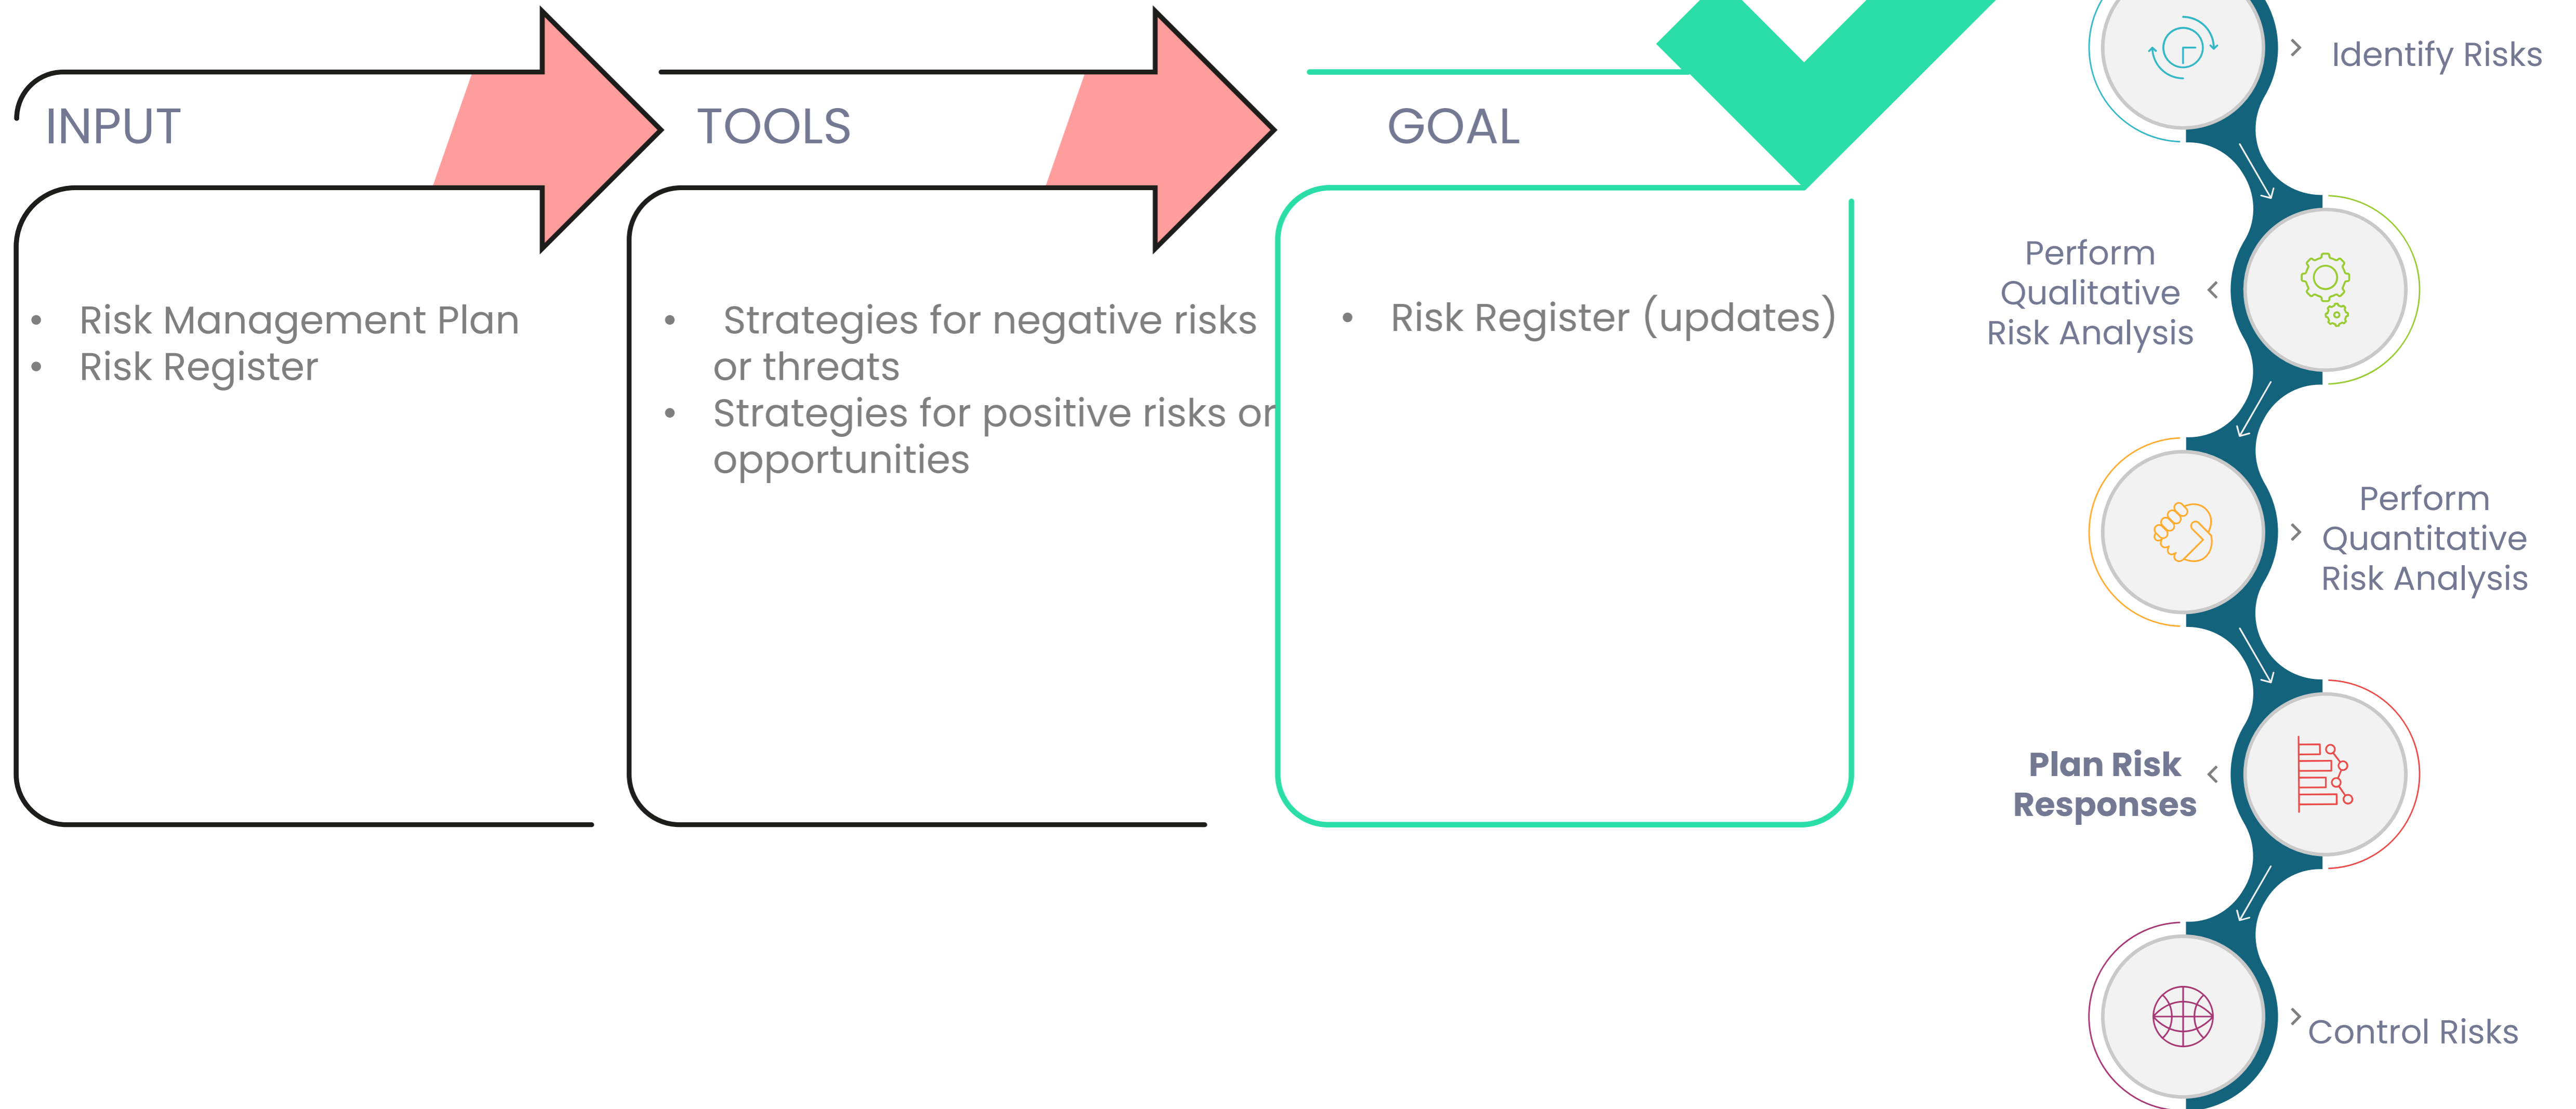 INPUT
• Risk Management Plan
• Risk Register
TOOLS
• Strategies for negative risks
or threats
• Strategies for positive risks or
opportunities
GOAL
• Risk Register (updates)
Identify Risks
Perform
Qualitative
Risk Analysis
Perform
Quantitative
Risk Analysis
Plan Risk
Responses
Control Risks